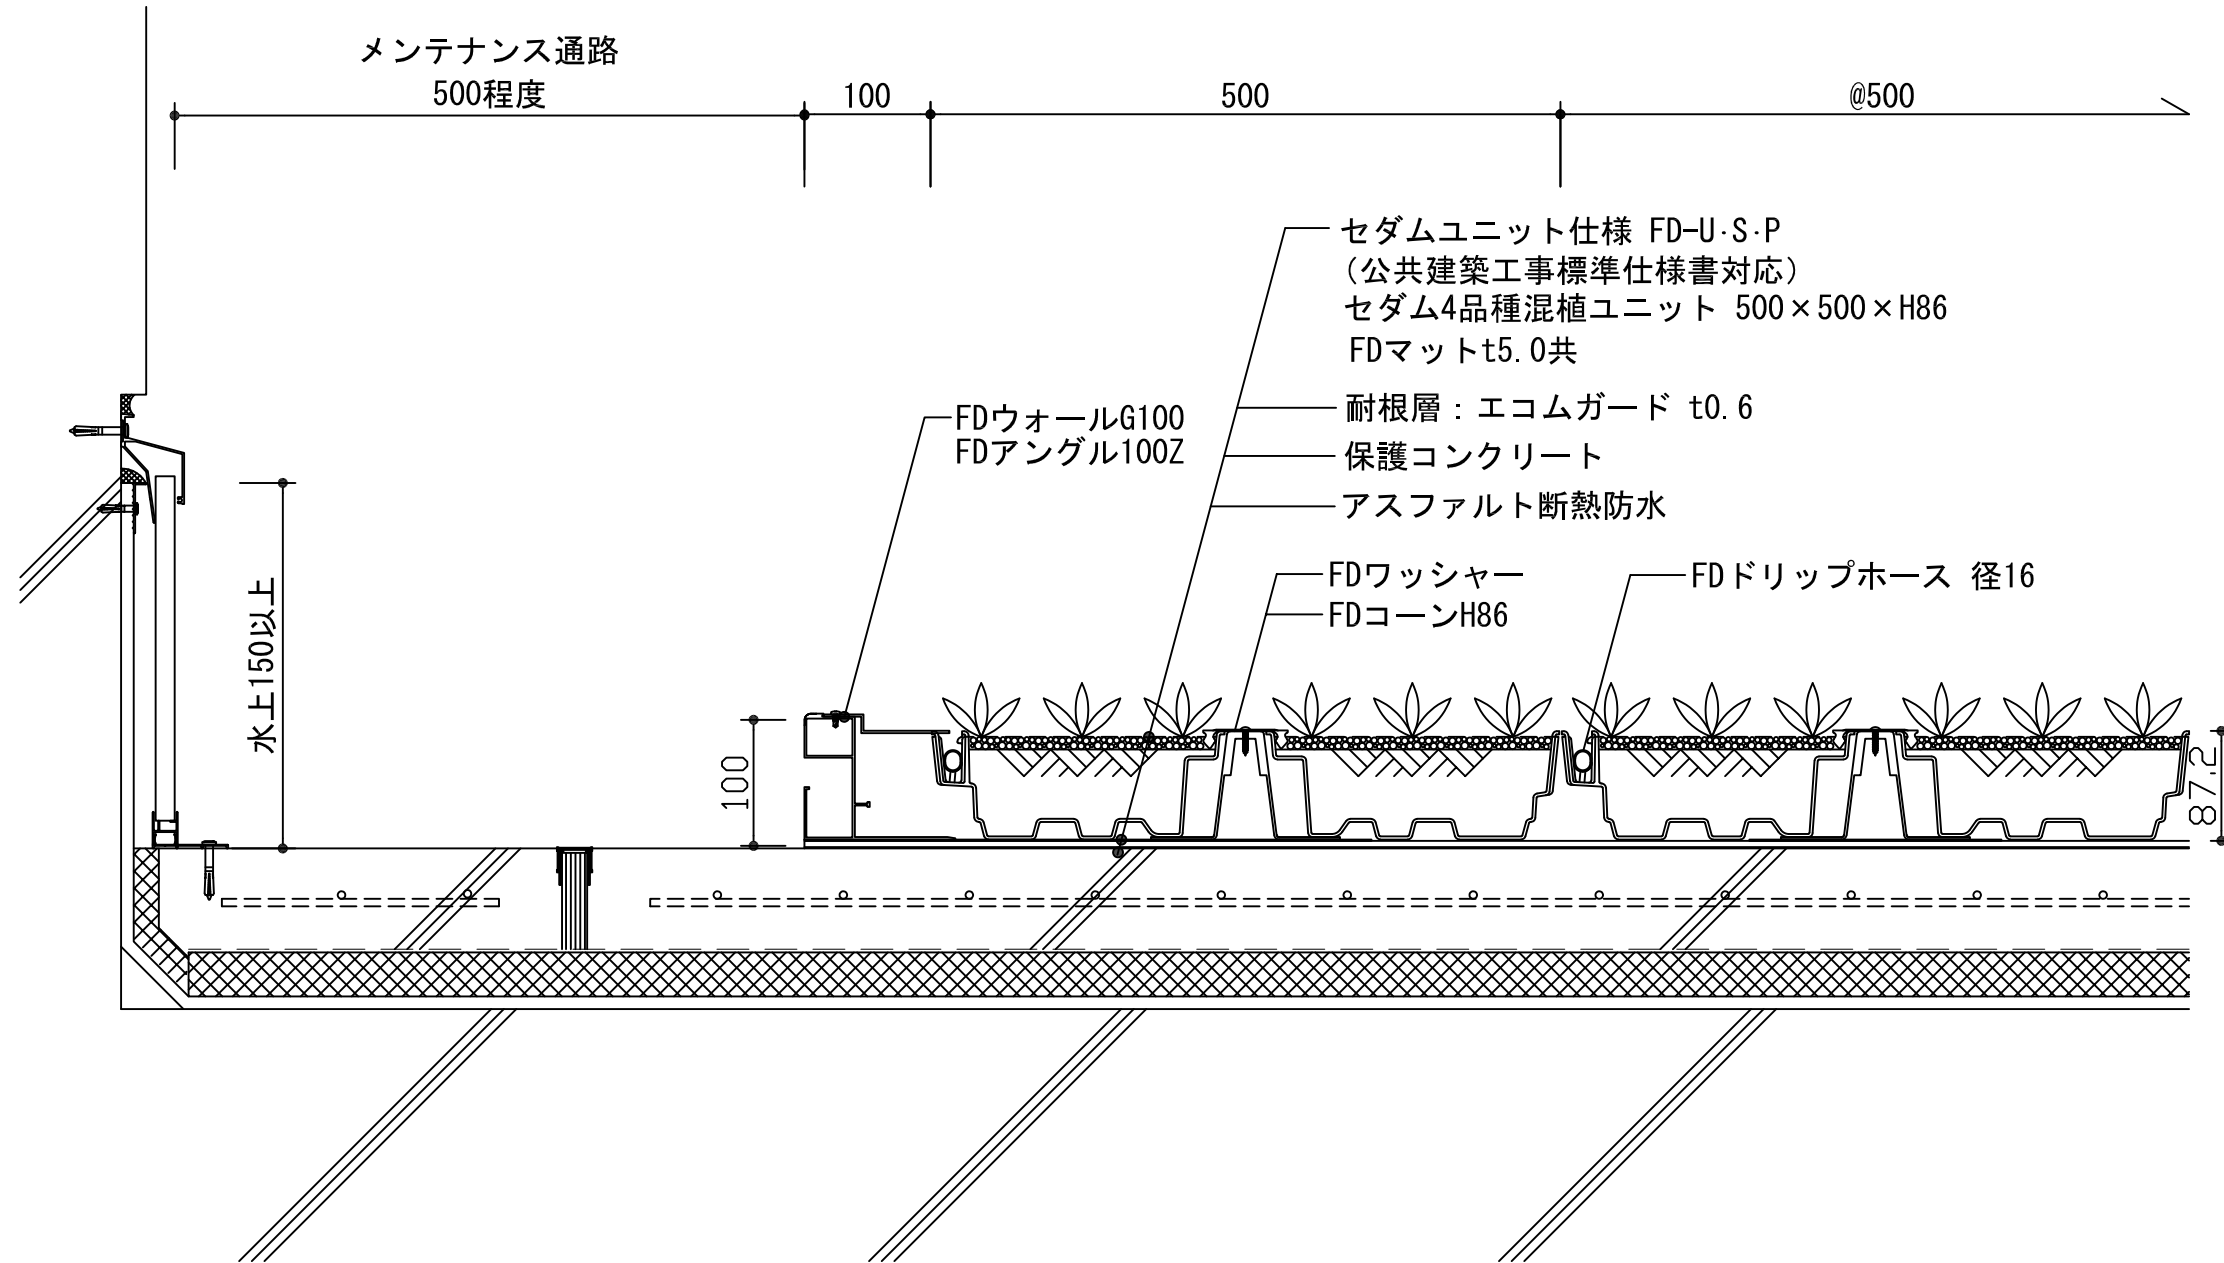 メンテナンス通路
500程度
100
500
@500
セダムユニット仕様 FD-U·S·P
（公共建築工事標準仕様書対応）
セダム4品種混植ユニット 500×500×H86
FDマットt5.0共
FDウォールG100
FDアングル100Z
耐根層：エコムガード t0.6
保護コンクリート
アスファルト断熱防水
FDワッシャー
FDコーンH86
FDドリップホース 径16
水上150以上
100
87.2